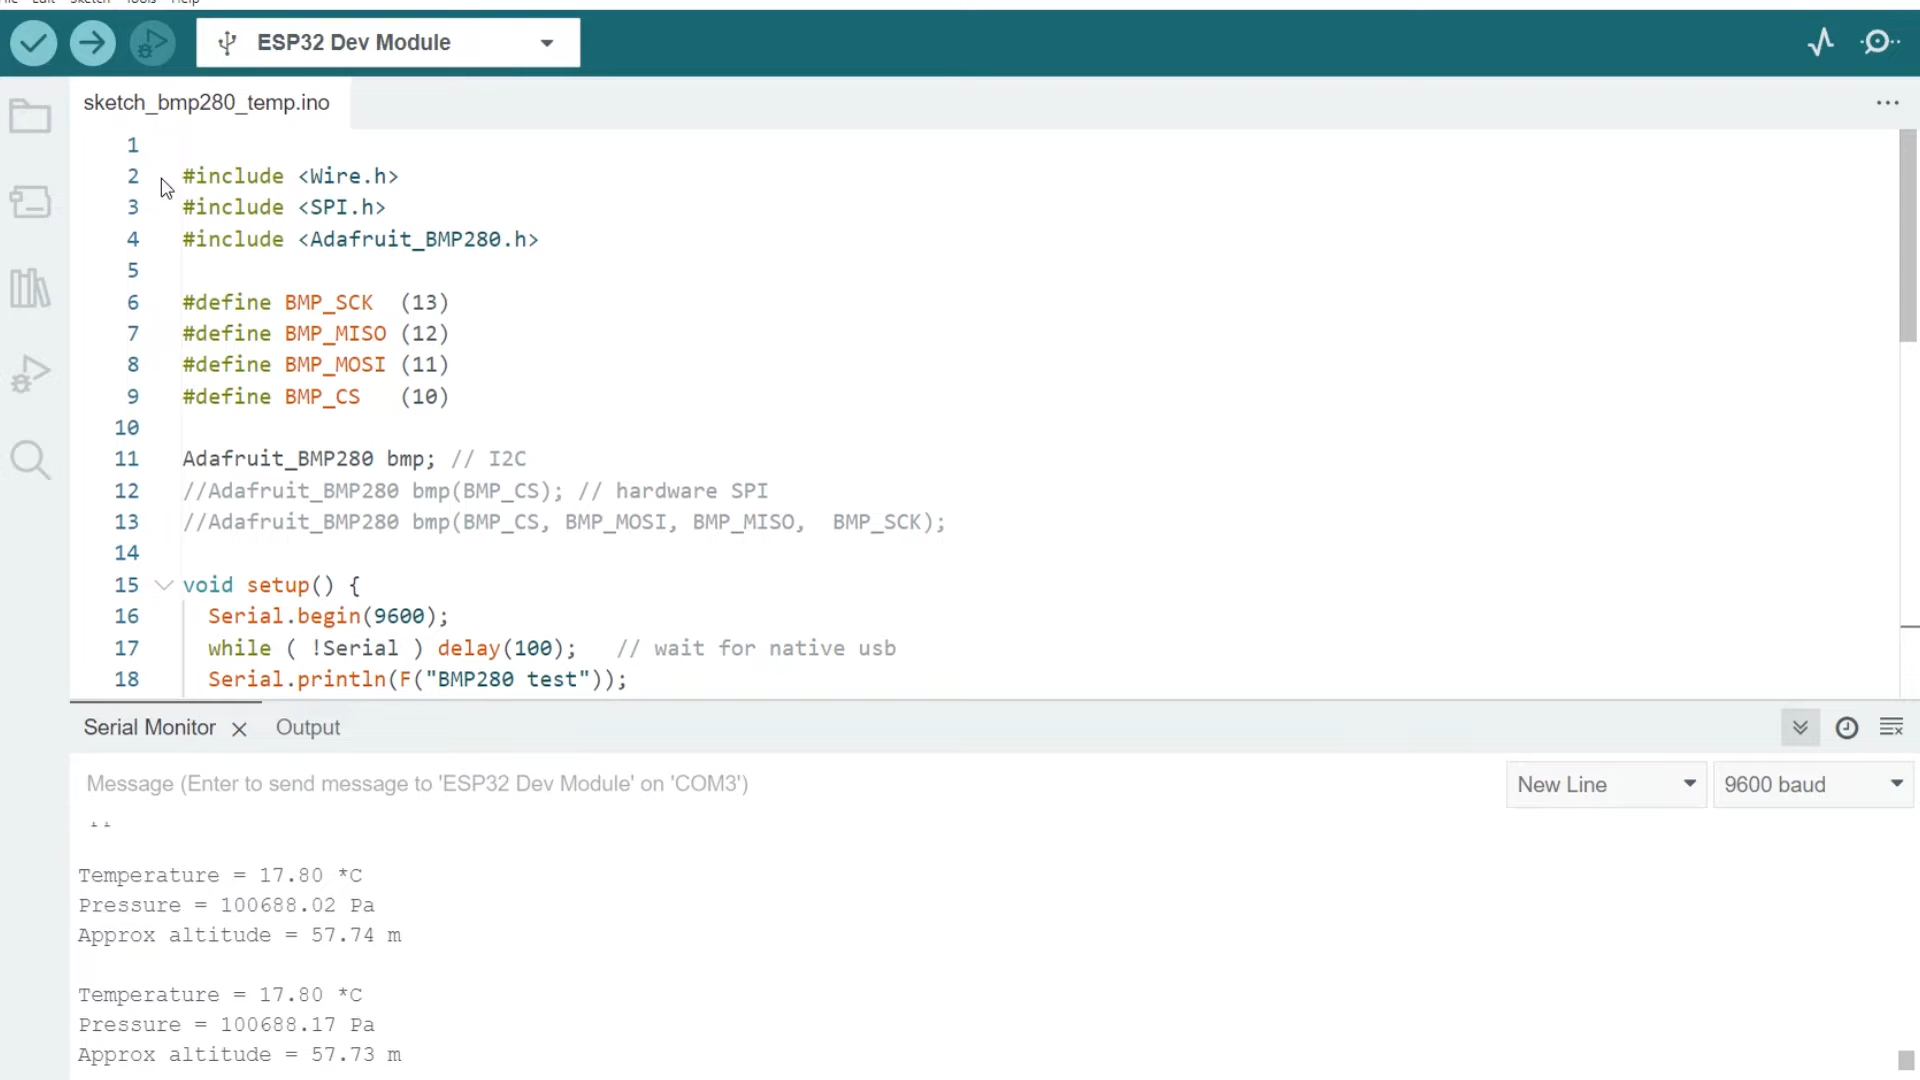 File Edit Sketch Tools Help
ESP32 Dev Module
sketch_bmp280_temp.ino
1
2 #include <Wire.h>
3 #include <SPI.h>
4 #include <Adafruit_BMP280.h>
5
6 #define BMP_SCK  (13)
7 #define BMP_MISO (12)
8 #define BMP_MOSI (11)
9 #define BMP_CS   (10)
10
11 Adafruit_BMP280 bmp; // I2C
12 //Adafruit_BMP280 bmp(BMP_CS); // hardware SPI
13 //Adafruit_BMP280 bmp(BMP_CS, BMP_MOSI, BMP_MISO,  BMP_SCK);
14
15 void setup() {
16   Serial.begin(9600);
17   while ( !Serial ) delay(100);   // wait for native usb
18   Serial.println(F("BMP280 test"));
Serial Monitor Output
Message (Enter to send message to 'ESP32 Dev Module' on 'COM3') New Line 9600 baud
Temperature = 17.80 *C
Pressure = 100688.02 Pa
Approx altitude = 57.74 m
Temperature = 17.80 *C
Pressure = 100688.17 Pa
Approx altitude = 57.73 m